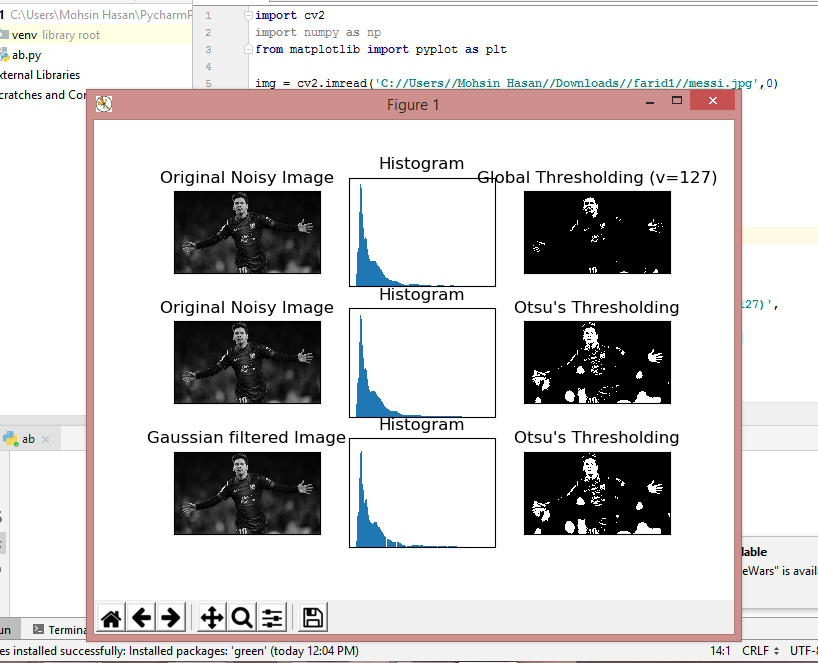 1 C:\Users\Mohsin Hasan\PycharmP
venv library root
ab.py
xternal Libraries
cratches and Con
1 import cv2
2 import numpy as np
3 from matplotlib import pyplot as plt
4
5 img = cv2.imread('C://Users//Mohsin Hasan//Downloads//farid1//messi.jpg',0)
Figure 1
Histogram
Original Noisy Image
Global Thresholding (v=127)
Histogram
Original Noisy Image
Otsu's Thresholding
127)',
Histogram
Gaussian filtered Image
Otsu's Thresholding
ab
lable
eWars" is availa
un
Termina
es installed successfully: Installed packages: 'green' (today 12:04 PM)
14:1 CRLF UTF-8